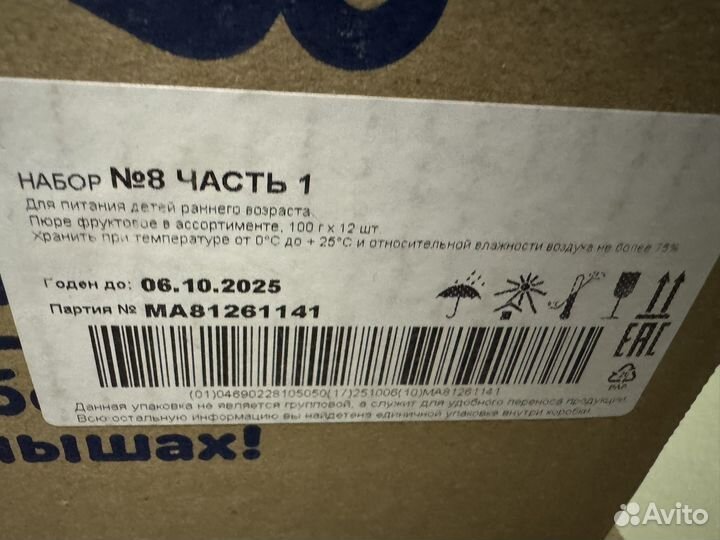 НАБОР №8 ЧАСТЬ 1
Для питания детей раннего возраста.
Пюре фруктовое в ассортименте, 100 г х 12 шт
Хранить при температуре от 0°С до + 25°С и относительной влажности воздуха не более 75%
Годен до: 06.10.2025
Партия № МА81261141
EAC
PAP
(01)04690228105050(17)251006(10)MA81261141
Данная упаковка не является групповой, а служит для удобного переноса продукции.
Всю остальную информацию вы найдете на единичной упаковке внутри коробки.
ышах!
Avito